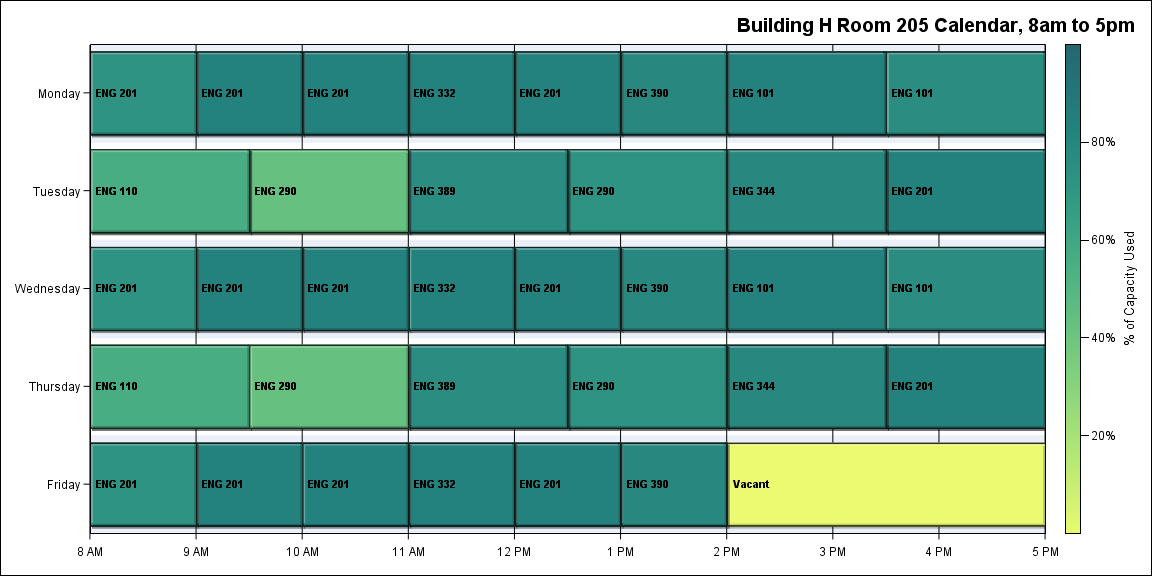 Building H Room 205 Calendar, 8am to 5pm
Monday
ENG 201
ENG 201
ENG 201
ENG 332
ENG 201
ENG 390
ENG 101
ENG 101
Tuesday
ENG 110
ENG 290
ENG 389
ENG 290
ENG 344
ENG 201
Wednesday
ENG 201
ENG 201
ENG 201
ENG 332
ENG 201
ENG 390
ENG 101
ENG 101
Thursday
ENG 110
ENG 290
ENG 389
ENG 290
ENG 344
ENG 201
Friday
ENG 201
ENG 201
ENG 201
ENG 332
ENG 201
ENG 390
Vacant
8 AM
9 AM
10 AM
11 AM
12 PM
1 PM
2 PM
3 PM
4 PM
5 PM
80%
60%
40%
20%
% of Capacity Used